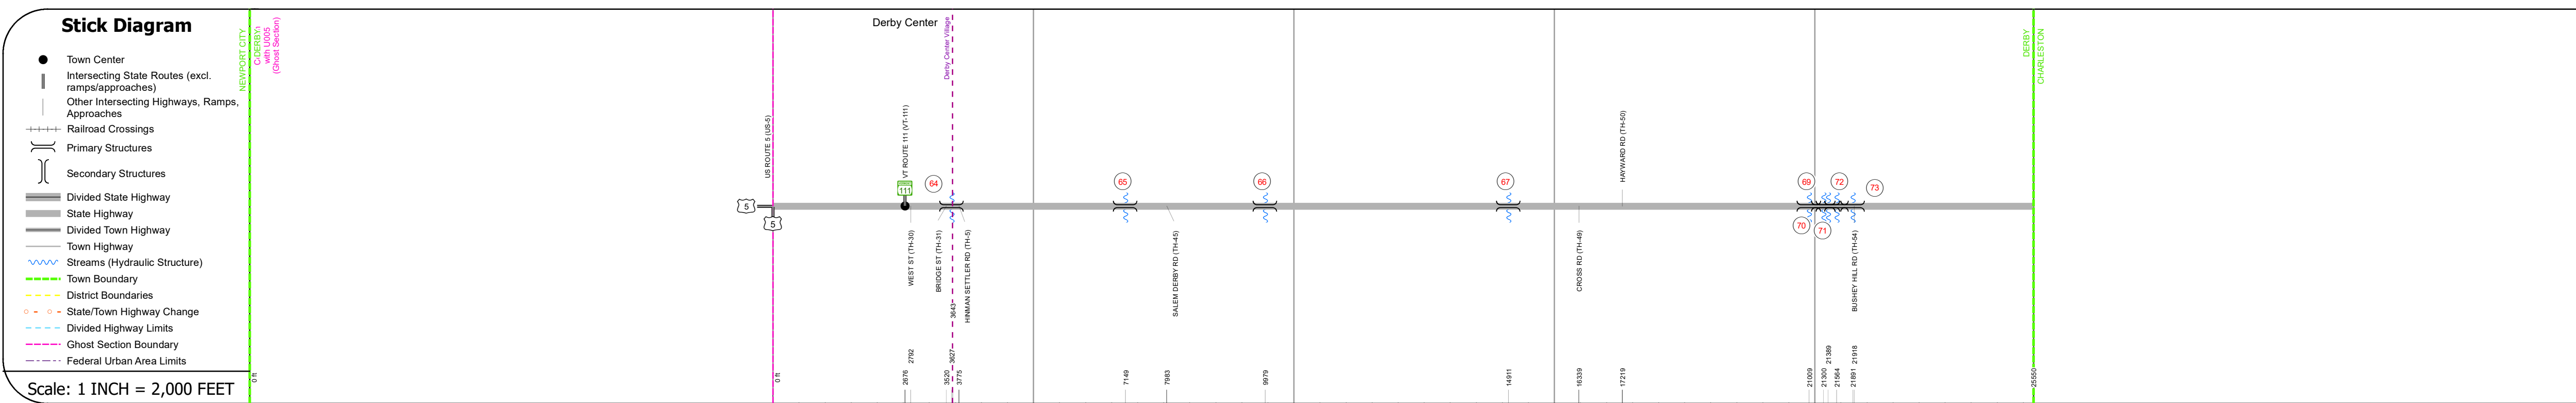 Stick Diagram
Town Center
Intersecting State Routes (excl.
ramps/approaches)
Other Intersecting Highways, Ramps,
Approaches
Railroad Crossings
Primary Structures
Secondary Structures
Divided State Highway
State Highway
Divided Town Highway
Town Highway
Streams (Hydraulic Structure)
Town Boundary
District Boundaries
State/Town Highway Change
Divided Highway Limits
Ghost Section Boundary
Federal Urban Area Limits
Scale: 1 INCH = 2,000 FEET
NEWPORT CITY
DERBY
with U005
(Ghost Section)
0 ft
US ROUTE 5 (US-5)
5
5
0 ft
Derby Center
VT ROUTE 111 (VT-111)
111
WEST ST (TH-30)
2676
2792
64
Derby Center Village
BRIDGE ST (TH-31)
3643
HINMAN SETTLER RD (TH-5)
3520
3627
3775
65
7149
SALEM DERBY RD (TH-45)
7983
66
9979
67
14911
CROSS RD (TH-49)
16339
HAYWARD RD (TH-50)
17219
69
70
71
72
73
BUSHEY HILL RD (TH-54)
21009
21300
21389
21564
21891
21918
DERBY
CHARLESTON
25550